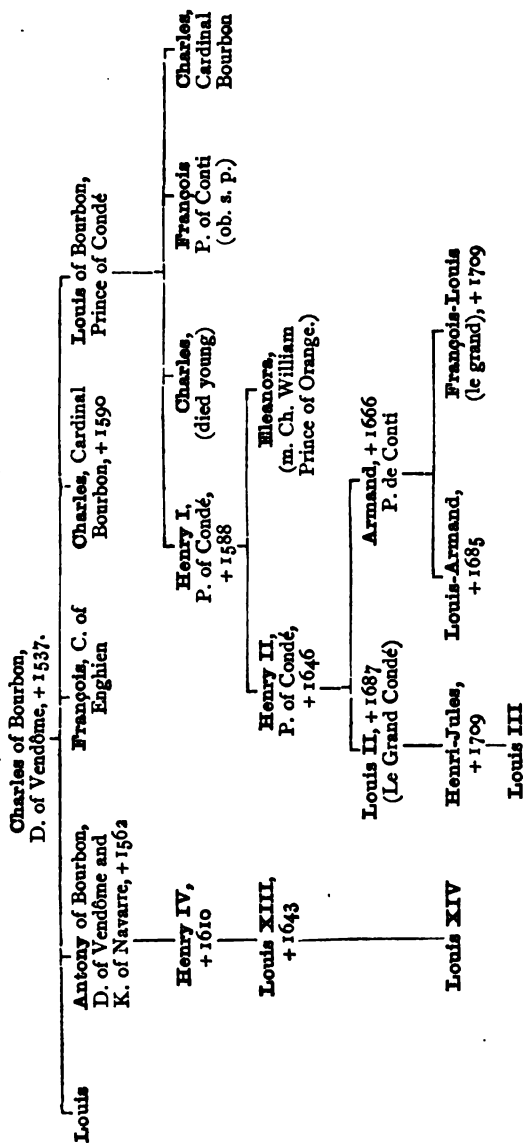 Charles of Bourbon,
D. of Vendôme, +1537.
Louis
Antony of Bourbon,
D. of Vendôme and
K. of Navarre, +1562
François, C. of
Enghien
Charles, Cardinal
Bourbon, +1590
Louis of Bourbon,
Prince of Condé
Henry IV,
+1610
Henry I,
P. of Condé,
+1588
Charles,
(died young)
François
P. of Conti
(ob. s. p.)
Charles,
Cardinal
Bourbon
Louis XIII,
+1643
Henry II,
P. of Condé,
+1646
Eleanora,
(m. Ch. William
Prince of Orange.)
Louis II, +1687
(Le Grand Condé)
Armand, +1666
P. de Conti
Louis XIV
Henri-Jules,
+1709
Louis-Armand,
+1685
François-Louis
(le grand), +1709
Louis III